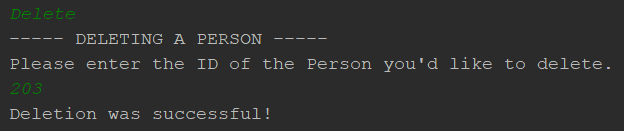 Delete
----- DELETING A PERSON -----
Please enter the ID of the Person you'd like to delete.
203
Deletion was successful!